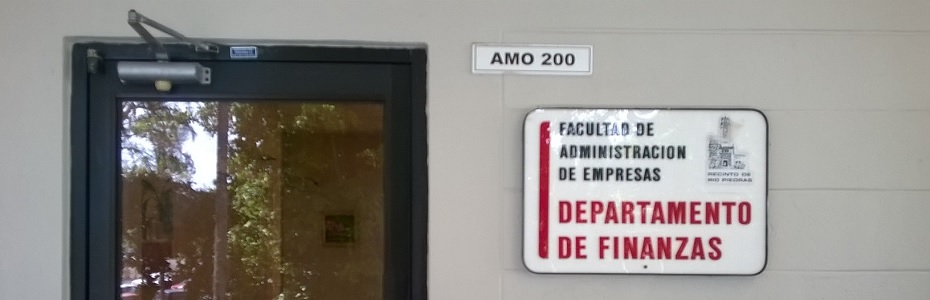 AMO 200
FACULTAD DE
ADMINISTRACION
DE EMPRESAS
RECINTO DE
RIO PIEDRAS
DEPARTAMENTO
DE FINANZAS